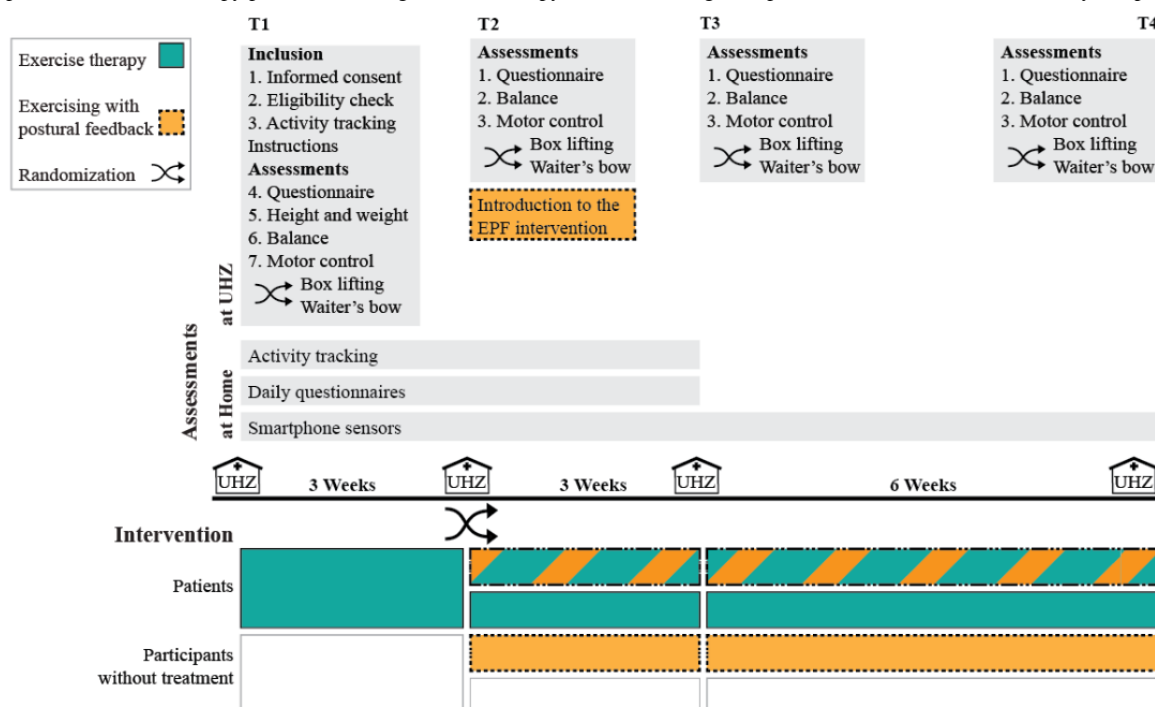 T1
T2
T3
T4
Exercise therapy
Exercising with
postural feedback
Randomization
Inclusion
1. Informed consent
2. Eligibility check
3. Activity tracking
Instructions
Assessments
4. Questionnaire
5. Height and weight
6. Balance
7. Motor control
Box lifting
Waiter's bow
Assessments
1. Questionnaire
2. Balance
3. Motor control
Box lifting
Waiter's bow
Introduction to the
EPF intervention
Assessments
1. Questionnaire
2. Balance
3. Motor control
Box lifting
Waiter's bow
Assessments
1. Questionnaire
2. Balance
3. Motor control
Box lifting
Waiter's bow
Assessments
at UHZ
at Home
Activity tracking
Daily questionnaires
Smartphone sensors
UHZ
3 Weeks
UHZ
3 Weeks
UHZ
6 Weeks
UHZ
Intervention
Patients
Participants
without treatment